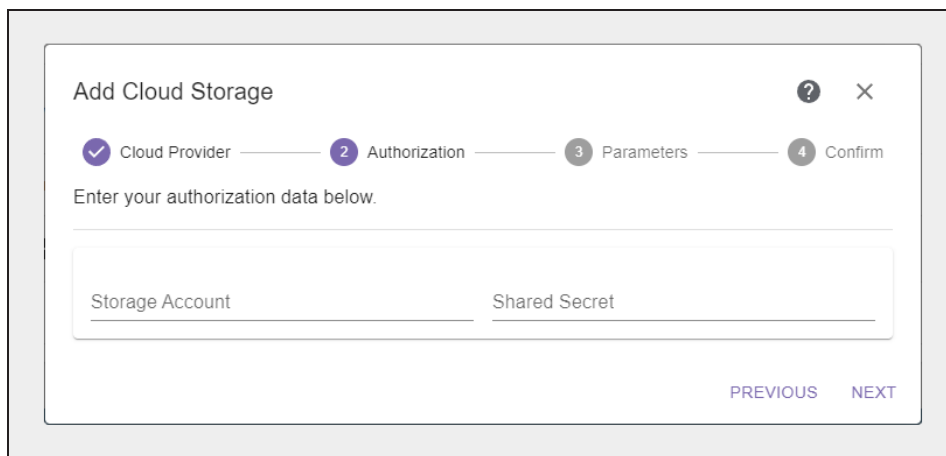 Add Cloud Storage ?
Cloud Provider 2 Authorization 3 Parameters 4 Confirm
Enter your authorization data below.
Storage Account Shared Secret
PREVIOUS NEXT